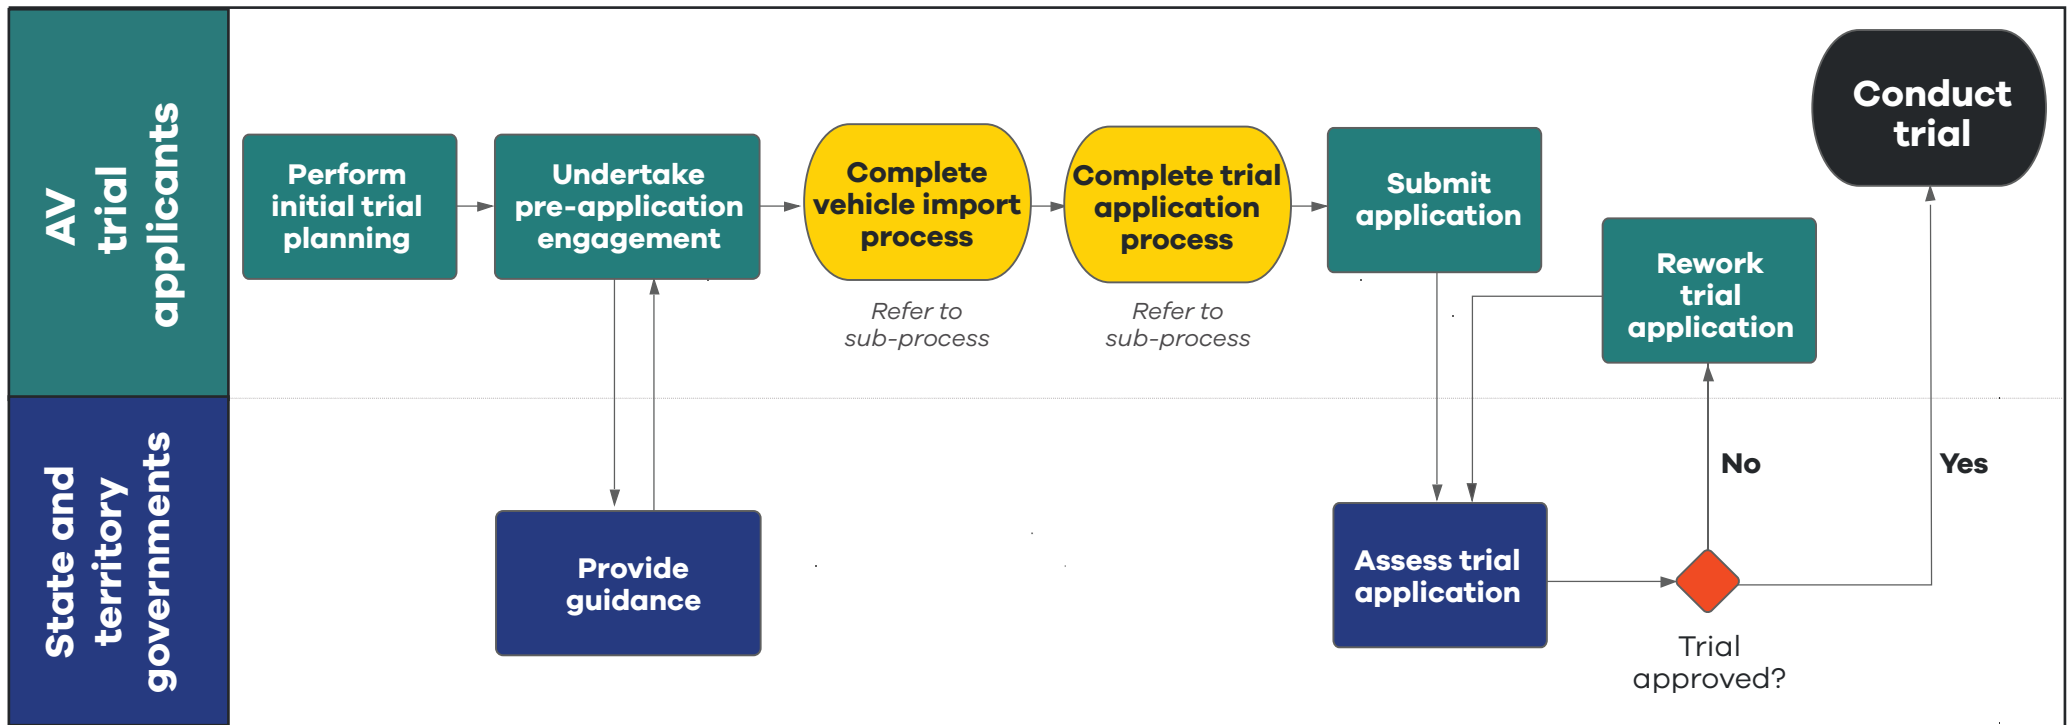 AV
trial
applicants
Perform
initial trial
planning
Undertake
pre-application
engagement
Complete
vehicle import
process
Refer to
sub-process
Complete trial
application
process
Refer to
sub-process
Submit
application
Rework
trial
application
Conduct
trial
State and
territory
governments
Provide
guidance
Assess trial
application
Trial
approved?
No
Yes